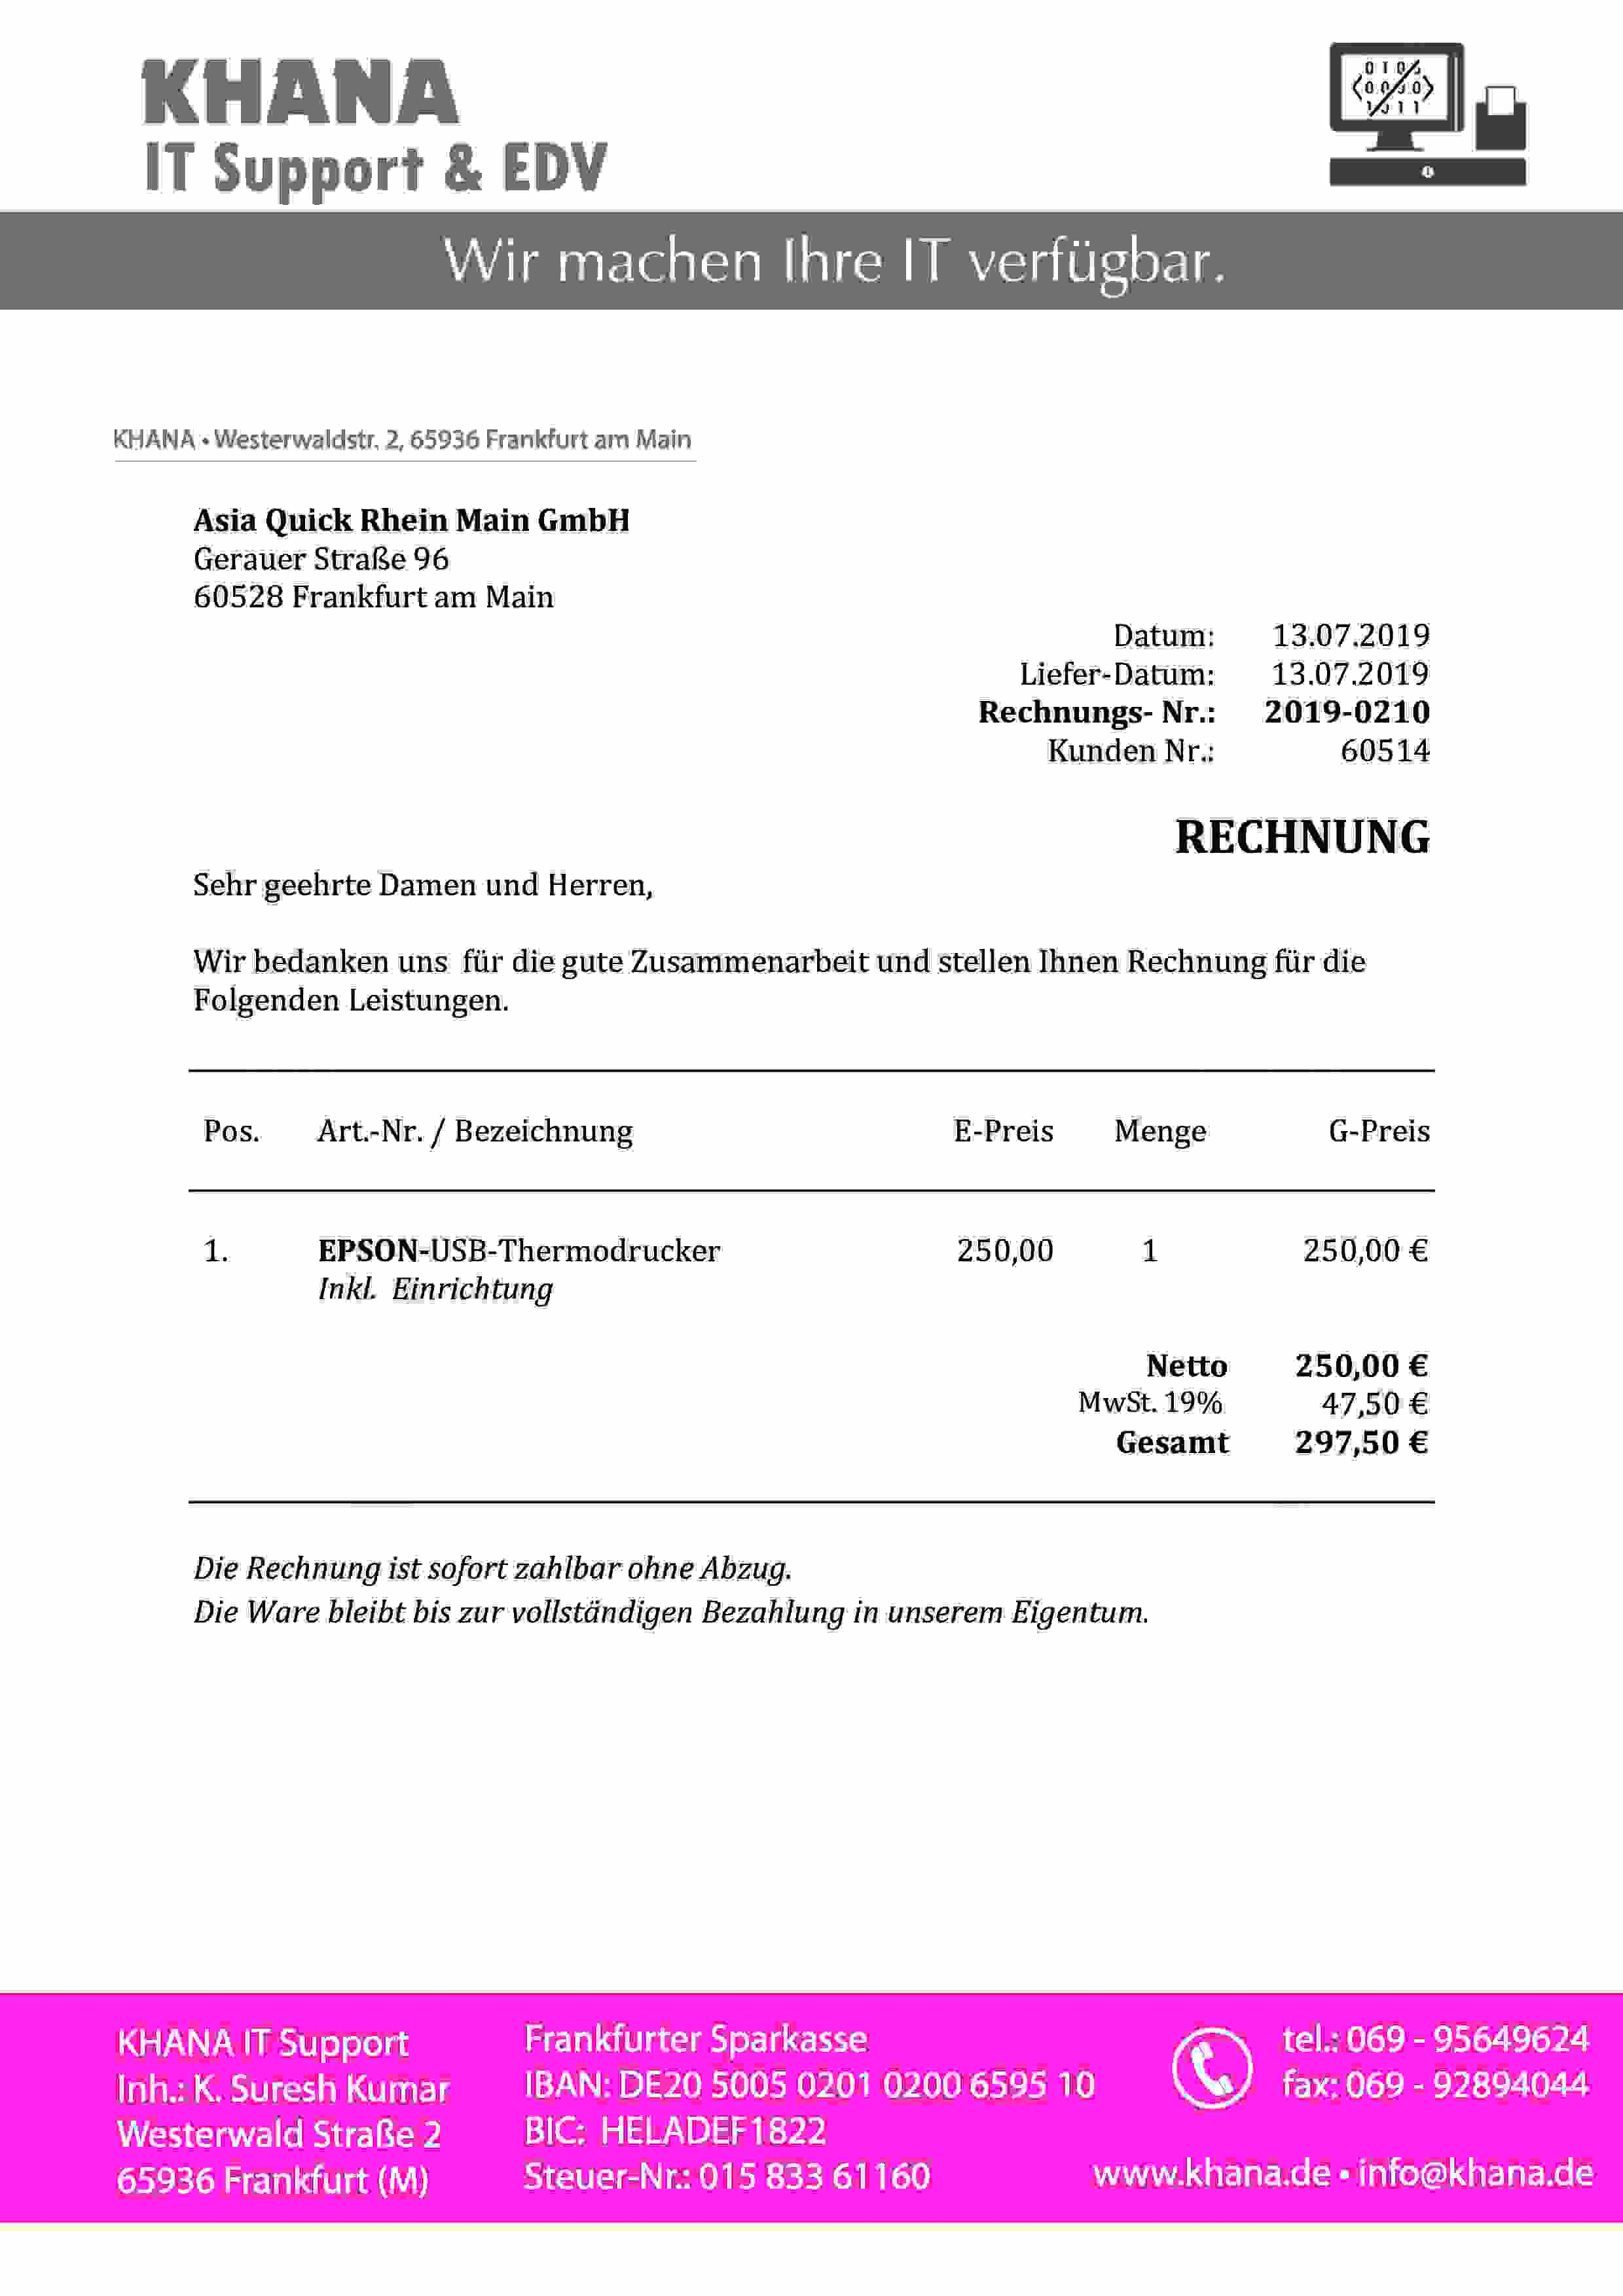 KHANA
IT Support & EDV
Wir machen Ihre IT verfügbar.
KHANA • Westerwaldstr. 2, 65936 Frankfurt am Main
Asia Quick Rhein Main GmbH
Gerauer Straße 96
60528 Frankfurt am Main
Datum: 13.07.2019
Liefer-Datum: 13.07.2019
Rechnungs- Nr.: 2019-0210
Kunden Nr.: 60514
RECHNUNG
Sehr geehrte Damen und Herren,
Wir bedanken uns für die gute Zusammenarbeit und stellen Ihnen Rechnung für die
Folgenden Leistungen.
Pos. Art.-Nr. / Bezeichnung E-Preis Menge G-Preis
1. EPSON-USB-Thermodrucker 250,00 1 250,00 €
Inkl. Einrichtung
Netto 250,00 €
MwSt. 19% 47,50 €
Gesamt 297,50 €
Die Rechnung ist sofort zahlbar ohne Abzug.
Die Ware bleibt bis zur vollständigen Bezahlung in unserem Eigentum.
KHANA IT Support
Inh.: K. Suresh Kumar
Westerwald Straße 2
65936 Frankfurt (M)
Frankfurter Sparkasse
IBAN: DE20 5005 0201 0200 6595 10
BIC: HELADEF1822
Steuer-Nr.: 015 833 61160
tel.: 069 - 95649624
fax: 069 - 92894044
www.khana.de • info@khana.de